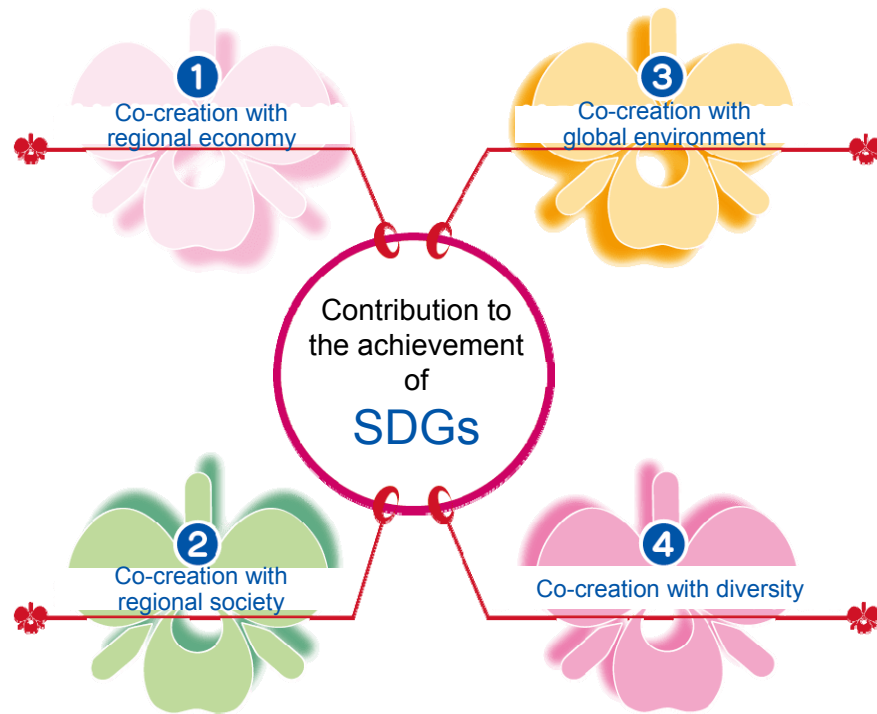 1
Co-creation with
regional economy
3
Co-creation with
global environment
Contribution to
the achievement
of
SDGs
2
Co-creation with
regional society
4
Co-creation with diversity